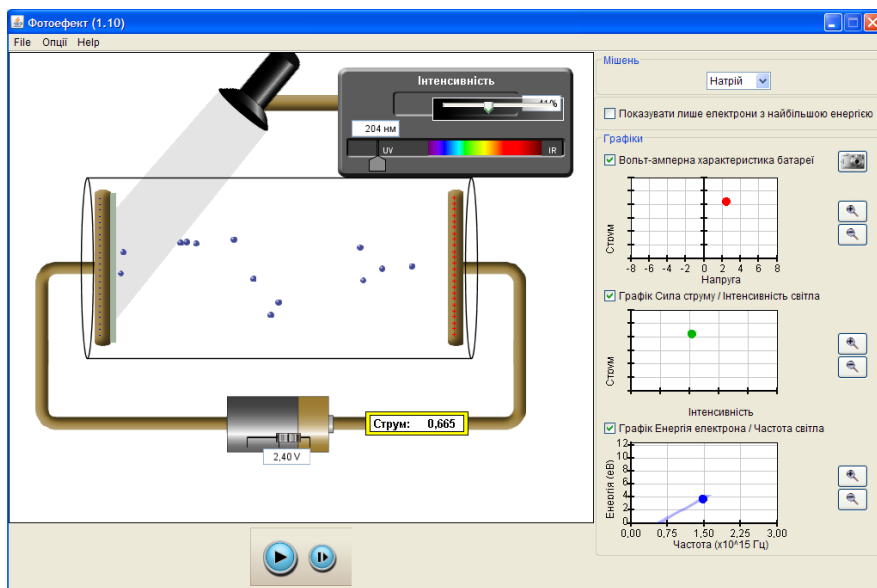 Фотоефект (1.10)
File Опції Help
Інтенсивність
%
204 нм
UV
IR
Струм: 0,665
2,40 V
Мішень
Натрій
Показувати лише електрони з найбільшою енергією
Графіки
Вольт-амперна характеристика батареї
Струм
-8 -6 -4 -2 0 2 4 6 8
Напруга
Графік Сила струму / Інтенсивність світла
Струм
Інтенсивність
Графік Енергія електрона / Частота світла
Енергія (еВ)
12
10
8
6
4
2
0
0,00 0,75 1,50 2,25 3,00
Частота (x10^15 Гц)